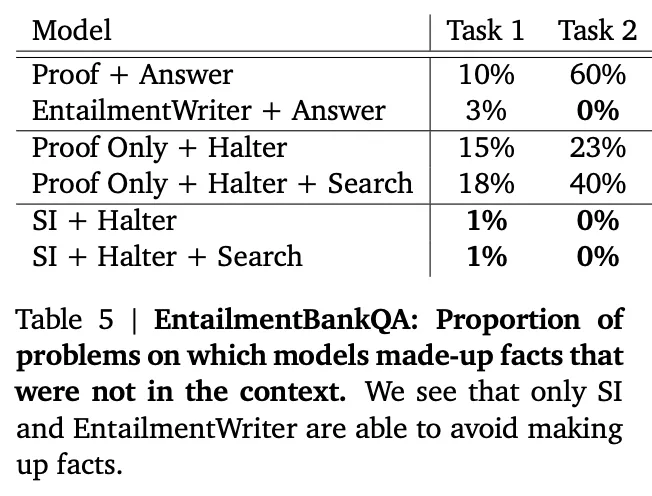 Model Task 1 Task 2
Proof + Answer 10% 60%
EntailmentWriter + Answer 3% 0%
Proof Only + Halter 15% 23%
Proof Only + Halter + Search 18% 40%
SI + Halter 1% 0%
SI + Halter + Search 1% 0%
Table 5 | EntailmentBankQA: Proportion of
problems on which models made-up facts that
were not in the context. We see that only SI
and EntailmentWriter are able to avoid making
up facts.